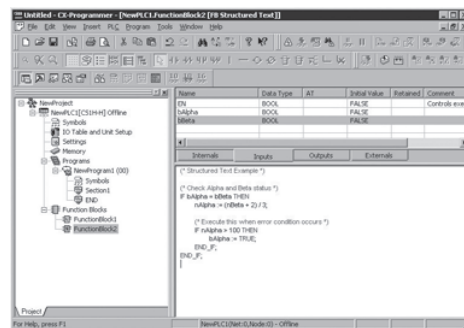 Untitled - CX-Programmer - [NewPLC1.FunctionBlock2 [FB Structured Text]]
File Edit View Insert PLC Program Tools Window Help
NewProject
NewPLC1[CS1H-H] Offline
Symbols
IO Table and Unit Setup
Settings
Memory
Programs
NewProgram1 (00)
Symbols
Section1
END
Function Blocks
FunctionBlock1
FunctionBlock2
Project
Name Data Type AT Initial Value Retained Comment
EN BOOL FALSE Controls exe
bAlpha BOOL FALSE
bBeta BOOL FALSE
Internals Inputs Outputs Externals
(* Structured Text Example *)
(* Check Alpha and Beta status *)
IF bAlpha = bBeta THEN
nAlpha := (nBeta + 2) / 3;
(* Execute this when error condition occurs *)
IF nAlpha > 100 THEN
bAlpha := TRUE;
END_IF;
END_IF;
For Help, press F1
NewPLC1(Net:0,Node:0) - Offline